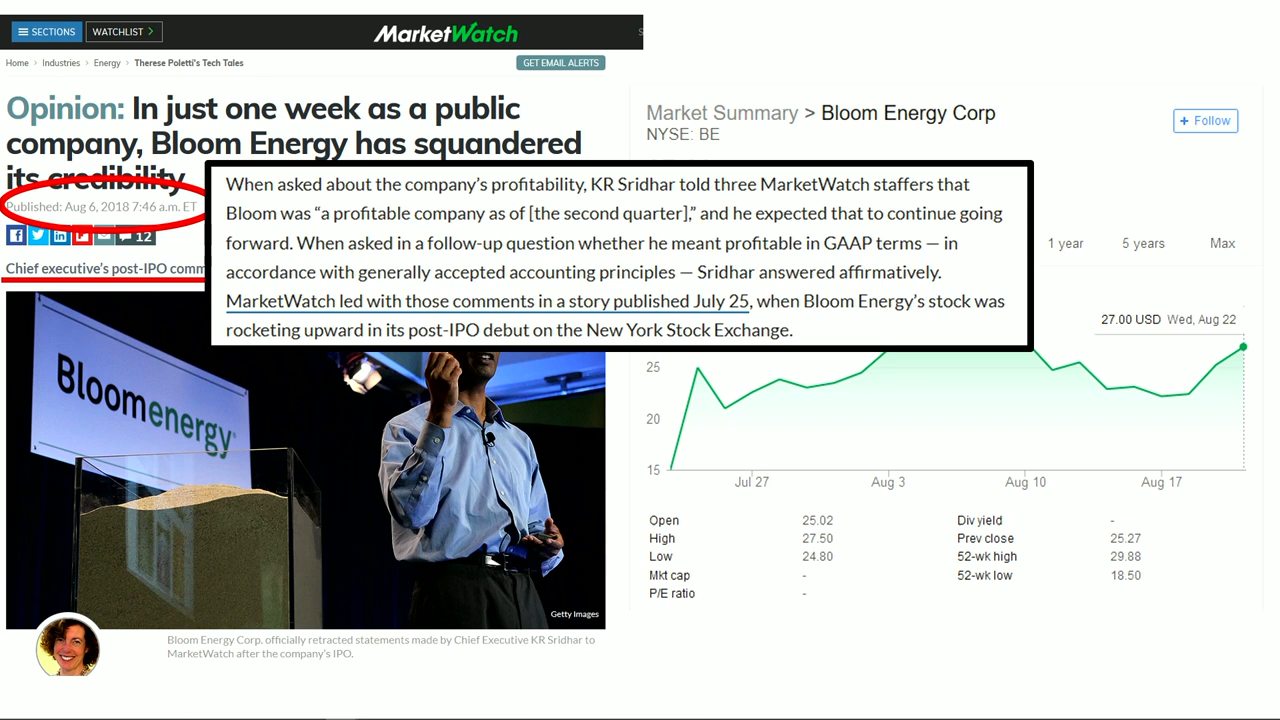 SECTIONS
WATCHLIST >
MarketWatch
S
Home > Industries > Energy > Therese Poletti's Tech Tales
GET EMAIL ALERTS
Opinion: In just one week as a public
company, Bloom Energy has squandered
its credibility
Published: Aug 6, 2018 7:46 a.m. ET
12
Chief executive's post-IPO comm
When asked about the company's profitability, KR Sridhar told three MarketWatch staffers that
Bloom was “a profitable company as of [the second quarter],” and he expected that to continue going
forward. When asked in a follow-up question whether he meant profitable in GAAP terms — in
accordance with generally accepted accounting principles — Sridhar answered affirmatively.
MarketWatch led with those comments in a story published July 25, when Bloom Energy's stock was
rocketing upward in its post-IPO debut on the New York Stock Exchange.
Bloomenergy
Getty Images
Bloom Energy Corp. officially retracted statements made by Chief Executive KR Sridhar to
MarketWatch after the company's IPO.
Market Summary > Bloom Energy Corp
NYSE: BE
+ Follow
1 year 5 years Max
27.00 USD Wed, Aug 22
25
20
15
Jul 27 Aug 3 Aug 10 Aug 17
Open 25.02 Div yield -
High 27.50 Prev close 25.27
Low 24.80 52-wk high 29.88
Mkt cap - 52-wk low 18.50
P/E ratio -